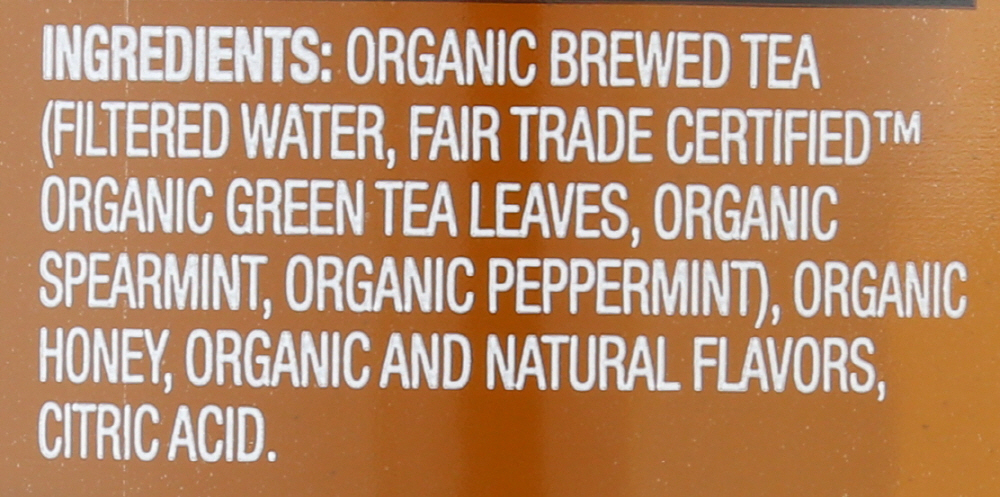 INGREDIENTS: ORGANIC BREWED TEA
(FILTERED WATER, FAIR TRADE CERTIFIED™
ORGANIC GREEN TEA LEAVES, ORGANIC
SPEARMINT, ORGANIC PEPPERMINT), ORGANIC
HONEY, ORGANIC AND NATURAL FLAVORS,
CITRIC ACID.